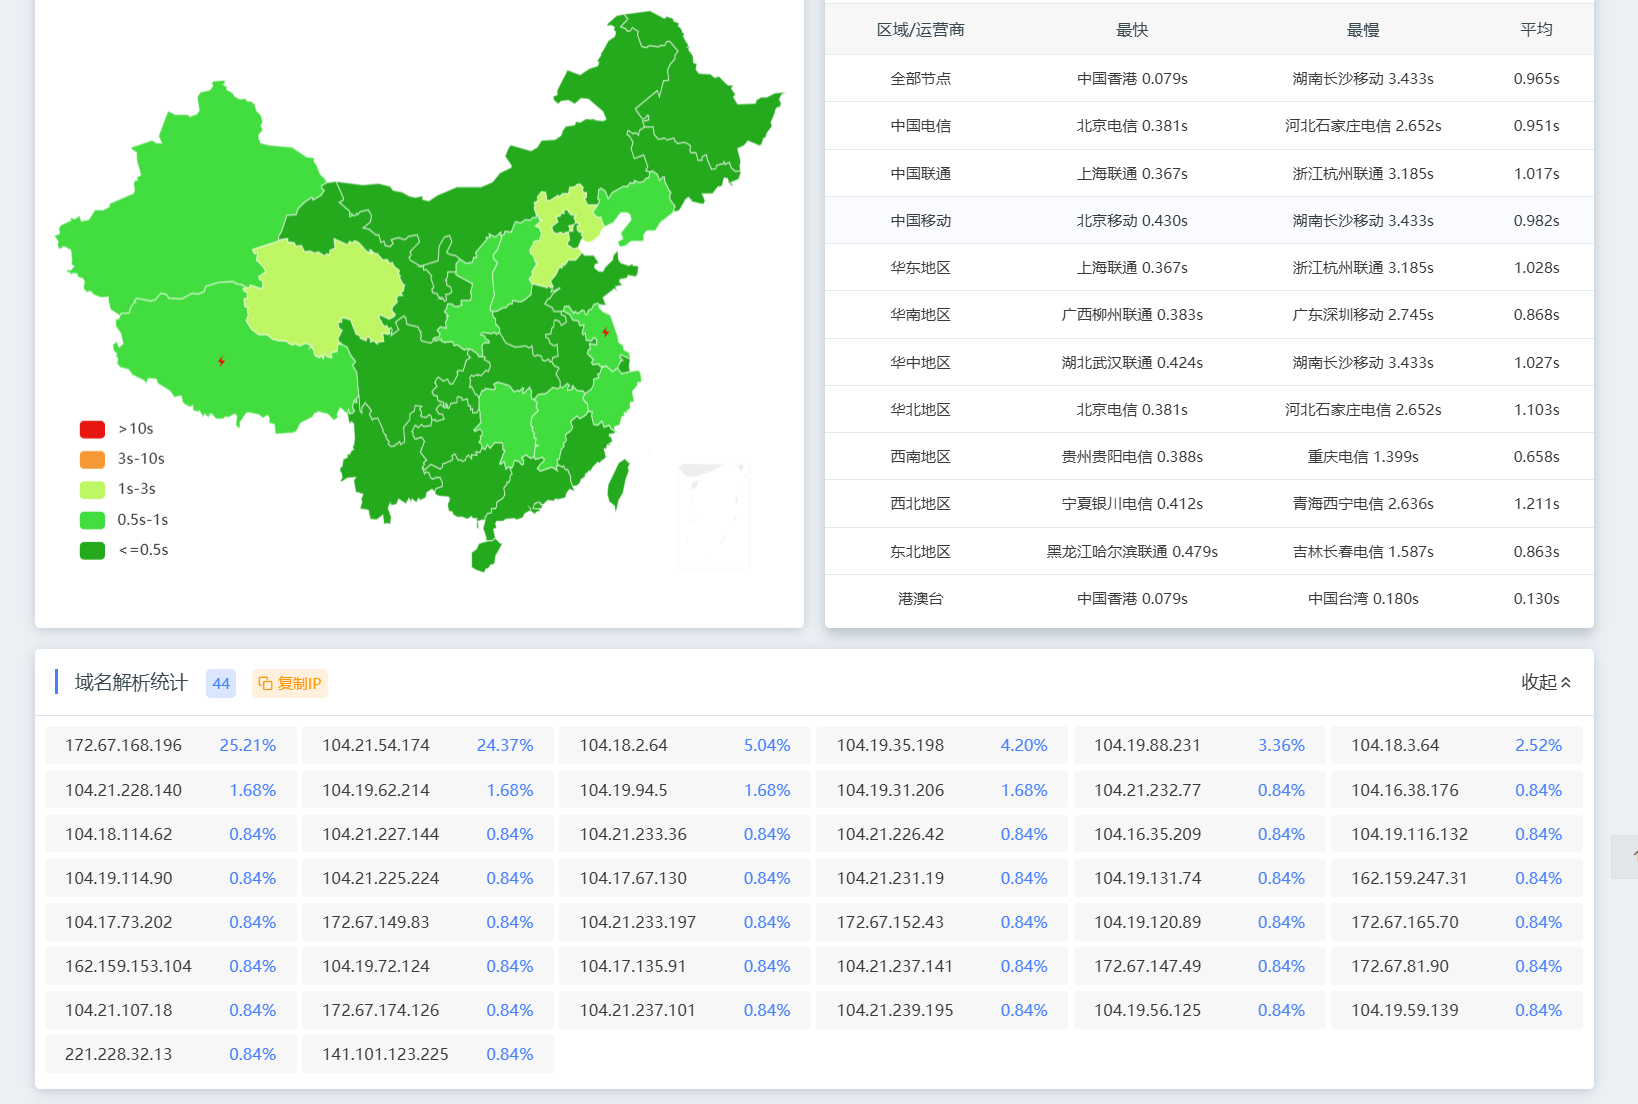 >10s
3s-10s
1s-3s
0.5s-1s
<=0.5s
区域/运营商 最快 最慢 平均
全部节点 中国香港 0.079s 湖南长沙移动 3.433s 0.965s
中国电信 北京电信 0.381s 河北石家庄电信 2.652s 0.951s
中国联通 上海联通 0.367s 浙江杭州联通 3.185s 1.017s
中国移动 北京移动 0.430s 湖南长沙移动 3.433s 0.982s
华东地区 上海联通 0.367s 浙江杭州联通 3.185s 1.028s
华南地区 广西柳州联通 0.383s 广东深圳移动 2.745s 0.868s
华中地区 湖北武汉联通 0.424s 湖南长沙移动 3.433s 1.027s
华北地区 北京电信 0.381s 河北石家庄电信 2.652s 1.103s
西南地区 贵州贵阳电信 0.388s 重庆电信 1.399s 0.658s
西北地区 宁夏银川电信 0.412s 青海西宁电信 2.636s 1.211s
东北地区 黑龙江哈尔滨联通 0.479s 吉林长春电信 1.587s 0.863s
港澳台 中国香港 0.079s 中国台湾 0.180s 0.130s
域名解析统计 44 复制IP 收起
172.67.168.196 25.21% 104.21.54.174 24.37% 104.18.2.64 5.04% 104.19.35.198 4.20% 104.19.88.231 3.36% 104.18.3.64 2.52%
104.21.228.140 1.68% 104.19.62.214 1.68% 104.19.94.5 1.68% 104.19.31.206 1.68% 104.21.232.77 0.84% 104.16.38.176 0.84%
104.18.114.62 0.84% 104.21.227.144 0.84% 104.21.233.36 0.84% 104.21.226.42 0.84% 104.16.35.209 0.84% 104.19.116.132 0.84%
104.19.114.90 0.84% 104.21.225.224 0.84% 104.17.67.130 0.84% 104.21.231.19 0.84% 104.19.131.74 0.84% 162.159.247.31 0.84%
104.17.73.202 0.84% 172.67.149.83 0.84% 104.21.233.197 0.84% 172.67.152.43 0.84% 104.19.120.89 0.84% 172.67.165.70 0.84%
162.159.153.104 0.84% 104.19.72.124 0.84% 104.17.135.91 0.84% 104.21.237.141 0.84% 172.67.147.49 0.84% 172.67.81.90 0.84%
104.21.107.18 0.84% 172.67.174.126 0.84% 104.21.237.101 0.84% 104.21.239.195 0.84% 104.19.56.125 0.84% 104.19.59.139 0.84%
221.228.32.13 0.84% 141.101.123.225 0.84%